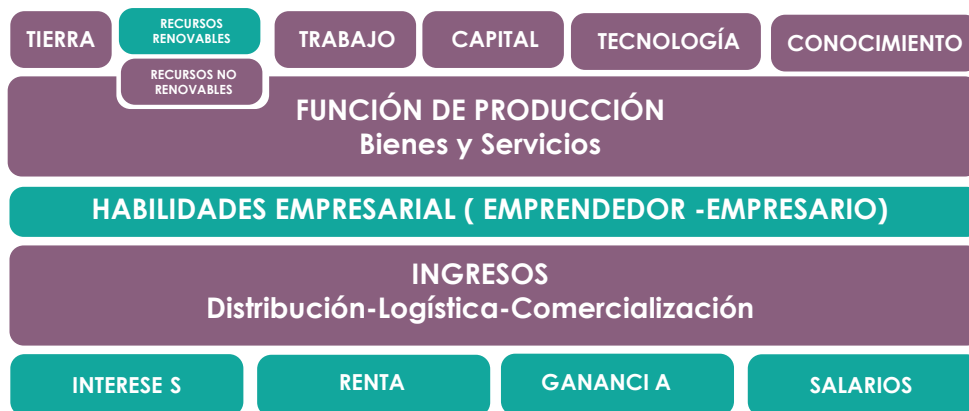 TIERRA
RECURSOS
RENOVABLES
RECURSOS NO
RENOVABLES
TRABAJO
CAPITAL
TECNOLOGÍA
CONOCIMIENTO
FUNCIÓN DE PRODUCCIÓN
Bienes y Servicios
HABILIDADES EMPRESARIAL ( EMPRENDEDOR -EMPRESARIO)
INGRESOS
Distribución-Logística-Comercialización
INTERESE S
RENTA
GANANCI A
SALARIOS